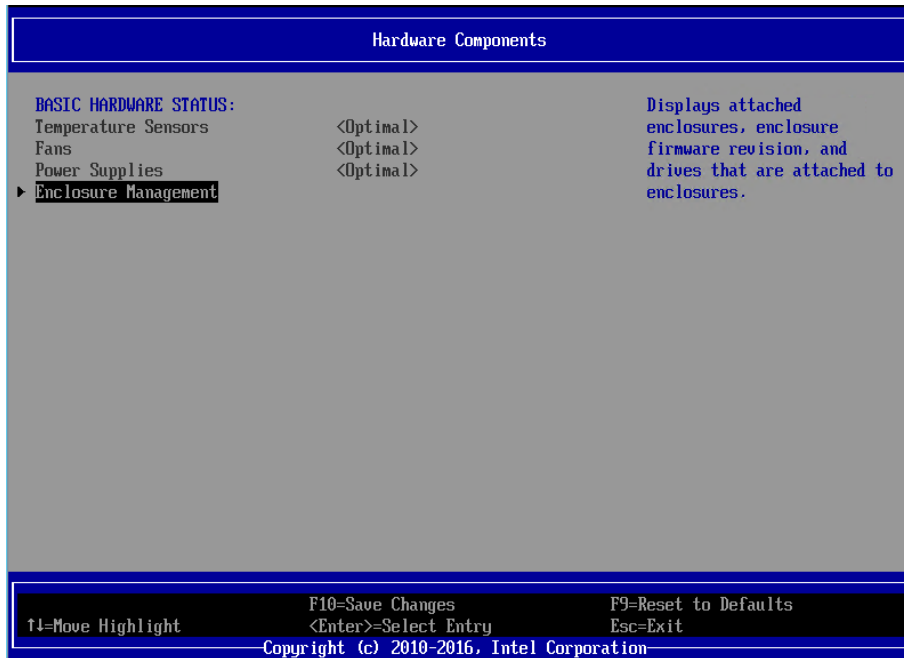 Hardware Components
BASIC HARDWARE STATUS:
Temperature Sensors <Optimal>
Fans <Optimal>
Power Supplies <Optimal>
Enclosure Management
Displays attached
enclosures, enclosure
firmware revision, and
drives that are attached to
enclosures.
F10=Save Changes F9=Reset to Defaults
↑↓=Move Highlight <Enter>=Select Entry Esc=Exit
Copyright (c) 2010-2016, Intel Corporation